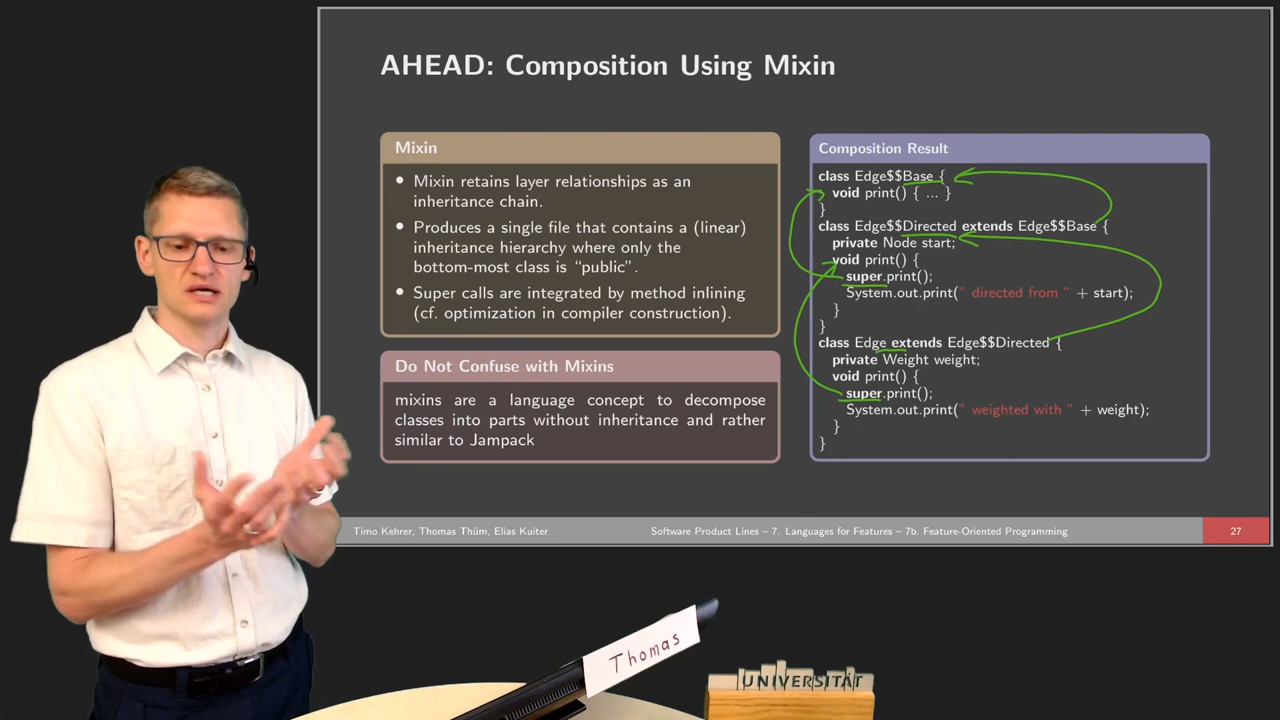 AHEAD: Composition Using Mixin
Mixin
• Mixin retains layer relationships as an
inheritance chain.
• Produces a single file that contains a (linear)
inheritance hierarchy where only the
bottom-most class is “public”.
• Super calls are integrated by method inlining
(cf. optimization in compiler construction).
Do Not Confuse with Mixins
mixins are a language concept to decompose
classes into parts without inheritance and rather
similar to Jampack
Composition Result
class Edge$$Base {
void print() { ... }
}
class Edge$$Directed extends Edge$$Base {
private Node start;
void print() {
super.print();
System.out.print(" directed from " + start);
}
}
class Edge extends Edge$$Directed {
private Weight weight;
void print() {
super.print();
System.out.print(" weighted with " + weight);
}
}
Timo Kehrer, Thomas Thüm, Elias Kuiter
Software Product Lines – 7. Languages for Features – 7b. Feature-Oriented Programming
27
Thomas
UNIVERSITÄT